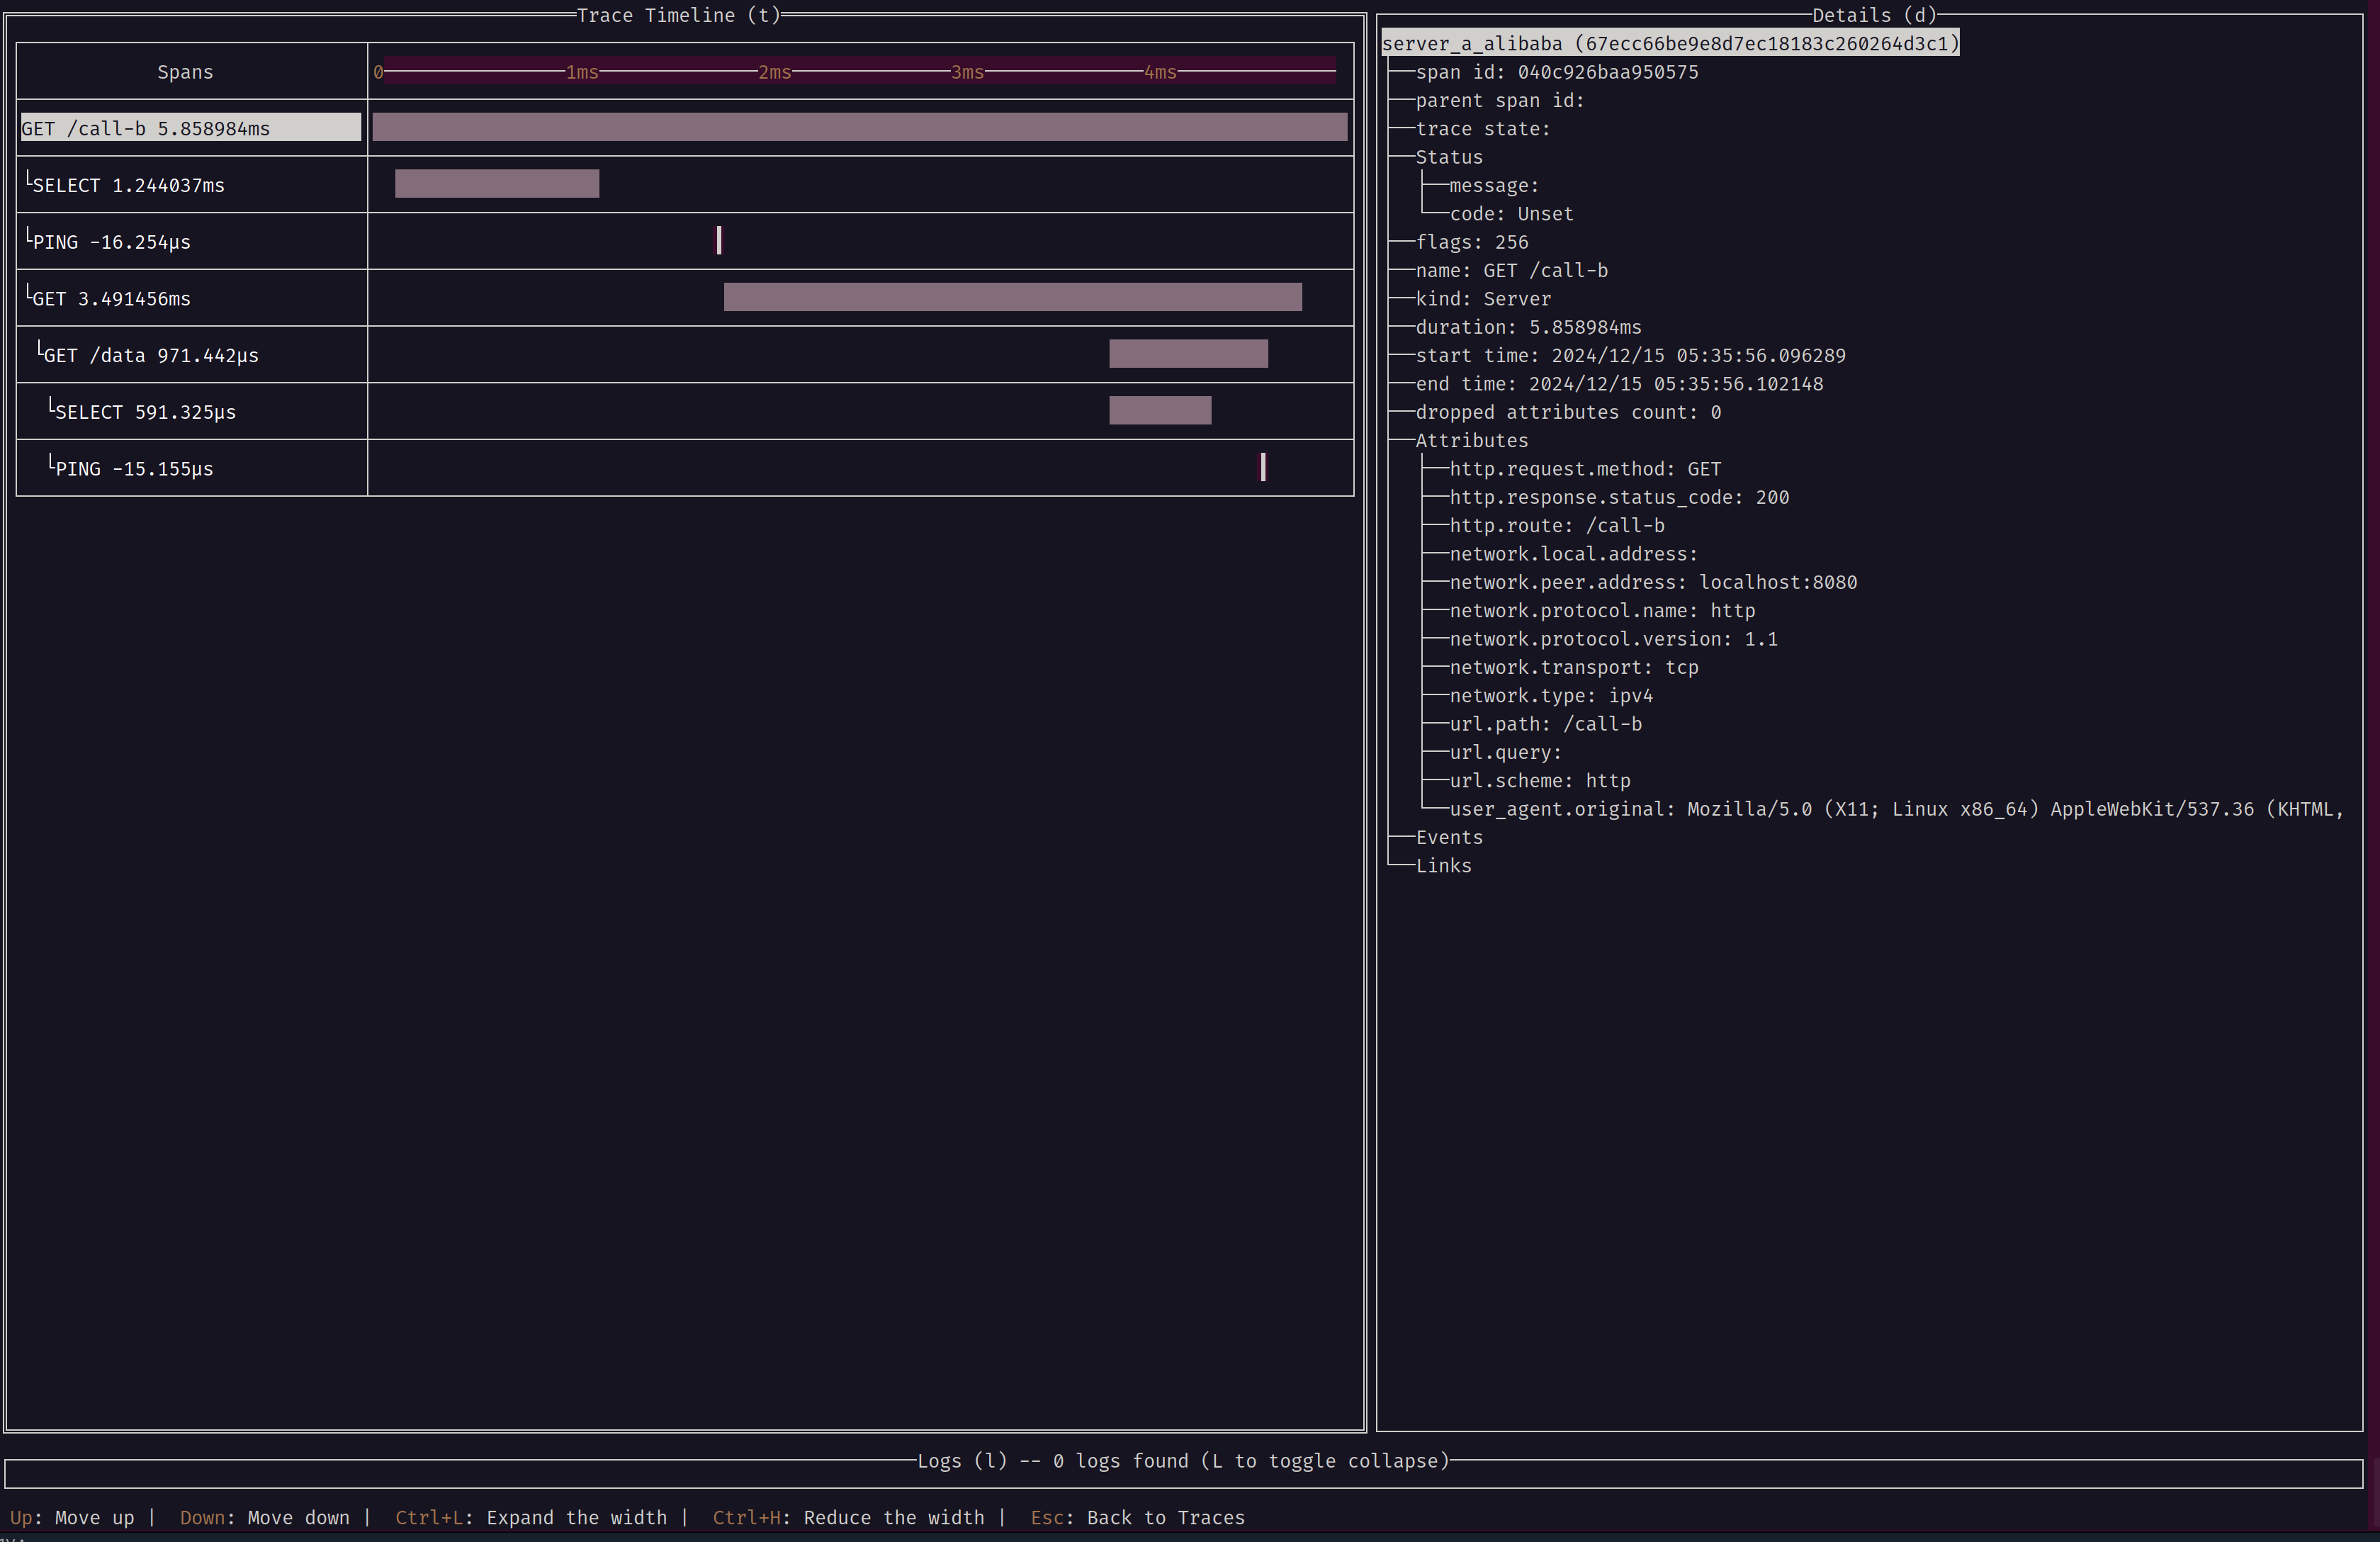 Trace Timeline (t)
Spans
0 1ms 2ms 3ms 4ms
GET /call-b 5.858984ms
SELECT 1.244037ms
PING -16.254µs
GET 3.491456ms
GET /data 971.442µs
SELECT 591.325µs
PING -15.155µs
Details (d)
server_a_alibaba (67ecc66be9e8d7ec18183c260264d3c1)
span id: 040c926baa950575
parent span id:
trace state:
Status
message:
code: Unset
flags: 256
name: GET /call-b
kind: Server
duration: 5.858984ms
start time: 2024/12/15 05:35:56.096289
end time: 2024/12/15 05:35:56.102148
dropped attributes count: 0
Attributes
http.request.method: GET
http.response.status_code: 200
http.route: /call-b
network.local.address:
network.peer.address: localhost:8080
network.protocol.name: http
network.protocol.version: 1.1
network.transport: tcp
network.type: ipv4
url.path: /call-b
url.query:
url.scheme: http
user_agent.original: Mozilla/5.0 (X11; Linux x86_64) AppleWebKit/537.36 (KHTML,
Events
Links
Logs (l) -- 0 logs found (L to toggle collapse)
Up: Move up | Down: Move down | Ctrl+L: Expand the width | Ctrl+H: Reduce the width | Esc: Back to Traces